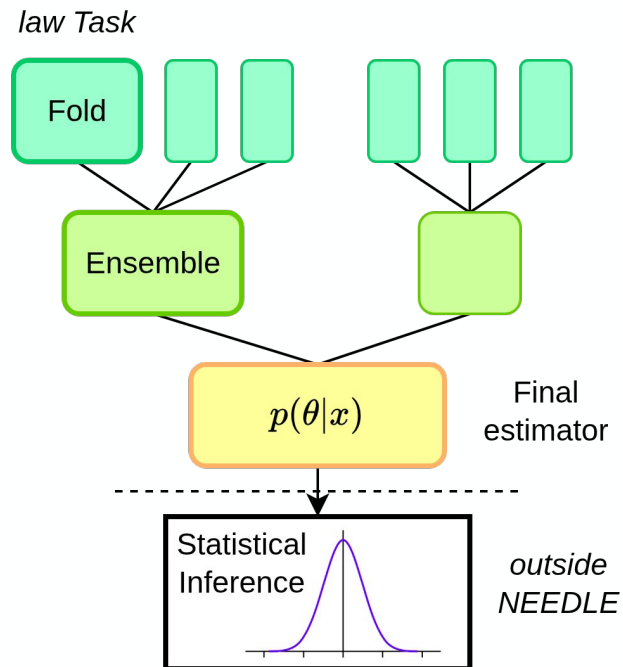 law Task
Fold
Ensemble
p(θ|x)
Final
estimator
Statistical
Inference
outside
NEEDLE